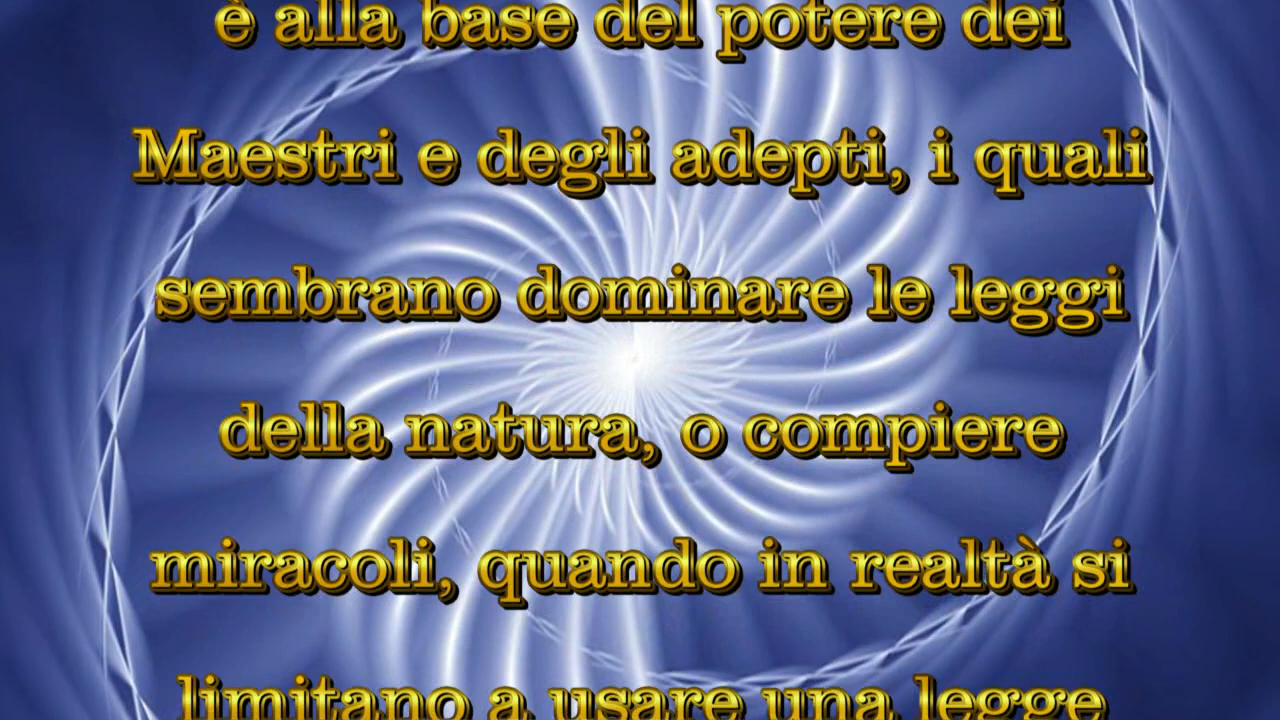 è alla base del potere dei
Maestri e degli adepti, i quali
sembrano dominare le leggi
della natura, o compiere
miracoli, quando in realtà si
limitano a usare una legge